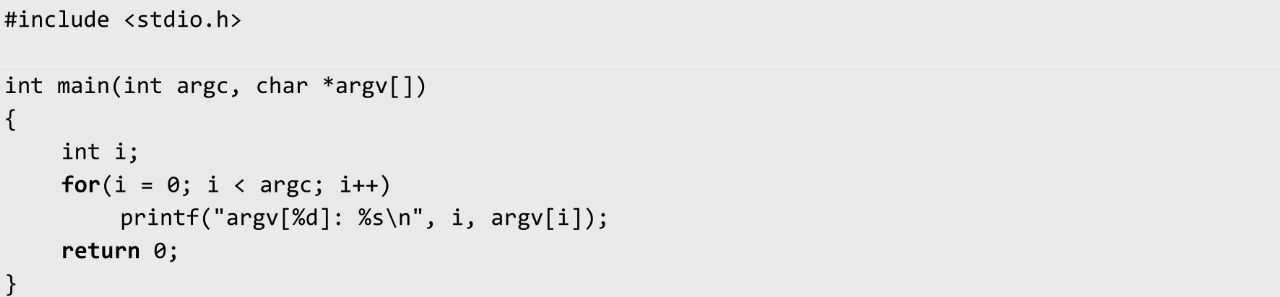 #include <stdio.h>
int main(int argc, char *argv[])
{
int i;
for(i = 0; i < argc; i++)
printf("argv[%d]: %s\n", i, argv[i]);
return 0;
}